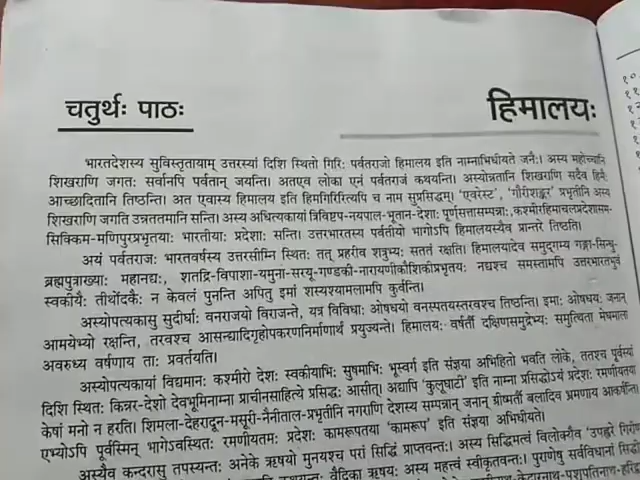 चतुर्थः पाठः
हिमालयः
भारतदेशस्य सुविस्तृतायाम् उत्तरस्यां दिशि स्थितो गिरिः पर्वतराजो हिमालय इति नाम्नाभिधीयते जनैः। अस्य महोच्चानि
शिखराणि जगतः सर्वानपि पर्वतान् जयन्ति। अतएव लोका एनं पर्वतराजं कथयन्ति। अस्योन्नतानि शिखराणि सदैव हिमैः
आच्छादितानि तिष्ठन्ति। अत एवास्य हिमालय इति हिमगिरिरित्यपि च नाम सुप्रसिद्धम्। 'एवरेस्ट', 'गौरीशङ्कर' प्रभृतीनि अस्य
शिखराणि जगति उन्नततमानि सन्ति। अस्य अधित्यकायां त्रिविष्टप-नयपाल-भूतान-देशाः पूर्णसत्तासम्पन्नाः, कश्मीरहिमाचलप्रदेशासम-
सिक्किम-मणिपुरप्रभृतयः भारतीयाः प्रदेशाः सन्ति। उत्तरभारतस्य पर्वतीयो भागोऽपि हिमालयस्यैव प्रान्तरे तिष्ठति।
अयं पर्वतराजः भारतवर्षस्य उत्तरसीम्नि स्थितः तत् प्रहरीव शत्रुभ्यः सततं रक्षति। हिमालयादेव समुद्गम्य गङ्गा-सिन्धु-
ब्रह्मपुत्राख्याः महानद्यः, शतद्रि-विपाशा-यमुना-सरयू-गण्डकी-नारायणीकौशिकीप्रभृतयः नद्यश्च समस्तामपि उत्तरभारतभुवं
स्वकीयैः तीर्थोदकैः न केवलं पुनन्ति अपितु इमां शस्यश्यामलामपि कुर्वन्ति।
अस्योपत्यकासु सुदीर्घाः वनराजयो विराजन्ते, यत्र विविधाः ओषधयो वनस्पतयस्तरवश्च तिष्ठन्ति। इमाः ओषधयः जनान्
आमयेभ्यो रक्षन्ति, तरवश्च आसन्द्यादिगृहोपकरणनिर्माणार्थं प्रयुज्यन्ते। हिमालयः वर्षर्तौ दक्षिणसमुद्रेभ्यः समुत्थिता मेघमाला
अवरुध्य वर्षणाय ताः प्रवर्तयति।
अस्योपत्यकायां विद्यमानः कश्मीरो देशः स्वकीयाभिः सुषमाभिः भूस्वर्ग इति संज्ञया अभिहितो भवति लोके, ततश्च पूर्वस्यां
दिशि स्थितः किन्नर-देशो देवभूमिनाम्ना प्राचीनसाहित्ये प्रसिद्धः आसीत्। अद्यापि 'कुलूघाटी' इति नाम्ना प्रसिद्धोऽयं प्रदेशः रमणीयतया
केषां मनो न हरति। शिमला-देहरादून-मसूरी-नैनीताल-प्रभृतीनि नगराणि देशस्य सम्पन्नान् जनान् ग्रीष्मर्तौ बलादिव भ्रमणाय आकर्षन्ति।
एभ्योऽपि पूर्वस्मिन् भागेऽवस्थितः रमणीयतमः प्रदेशः कामरूपतया 'कामरूप' इति संज्ञया अभिधीयते।
अस्यैव कन्दरासु तपस्यन्तः अनेके ऋषयो मुनयश्च परां सिद्धिं प्राप्तवन्तः। अस्य सिद्धिमत्वं विलोक्यैव 'उपह्वरे गिरीणां
वैदिका ऋषयः अस्य महत्त्वं स्वीकृतवन्तः। पुराणेषु सर्वविधानां